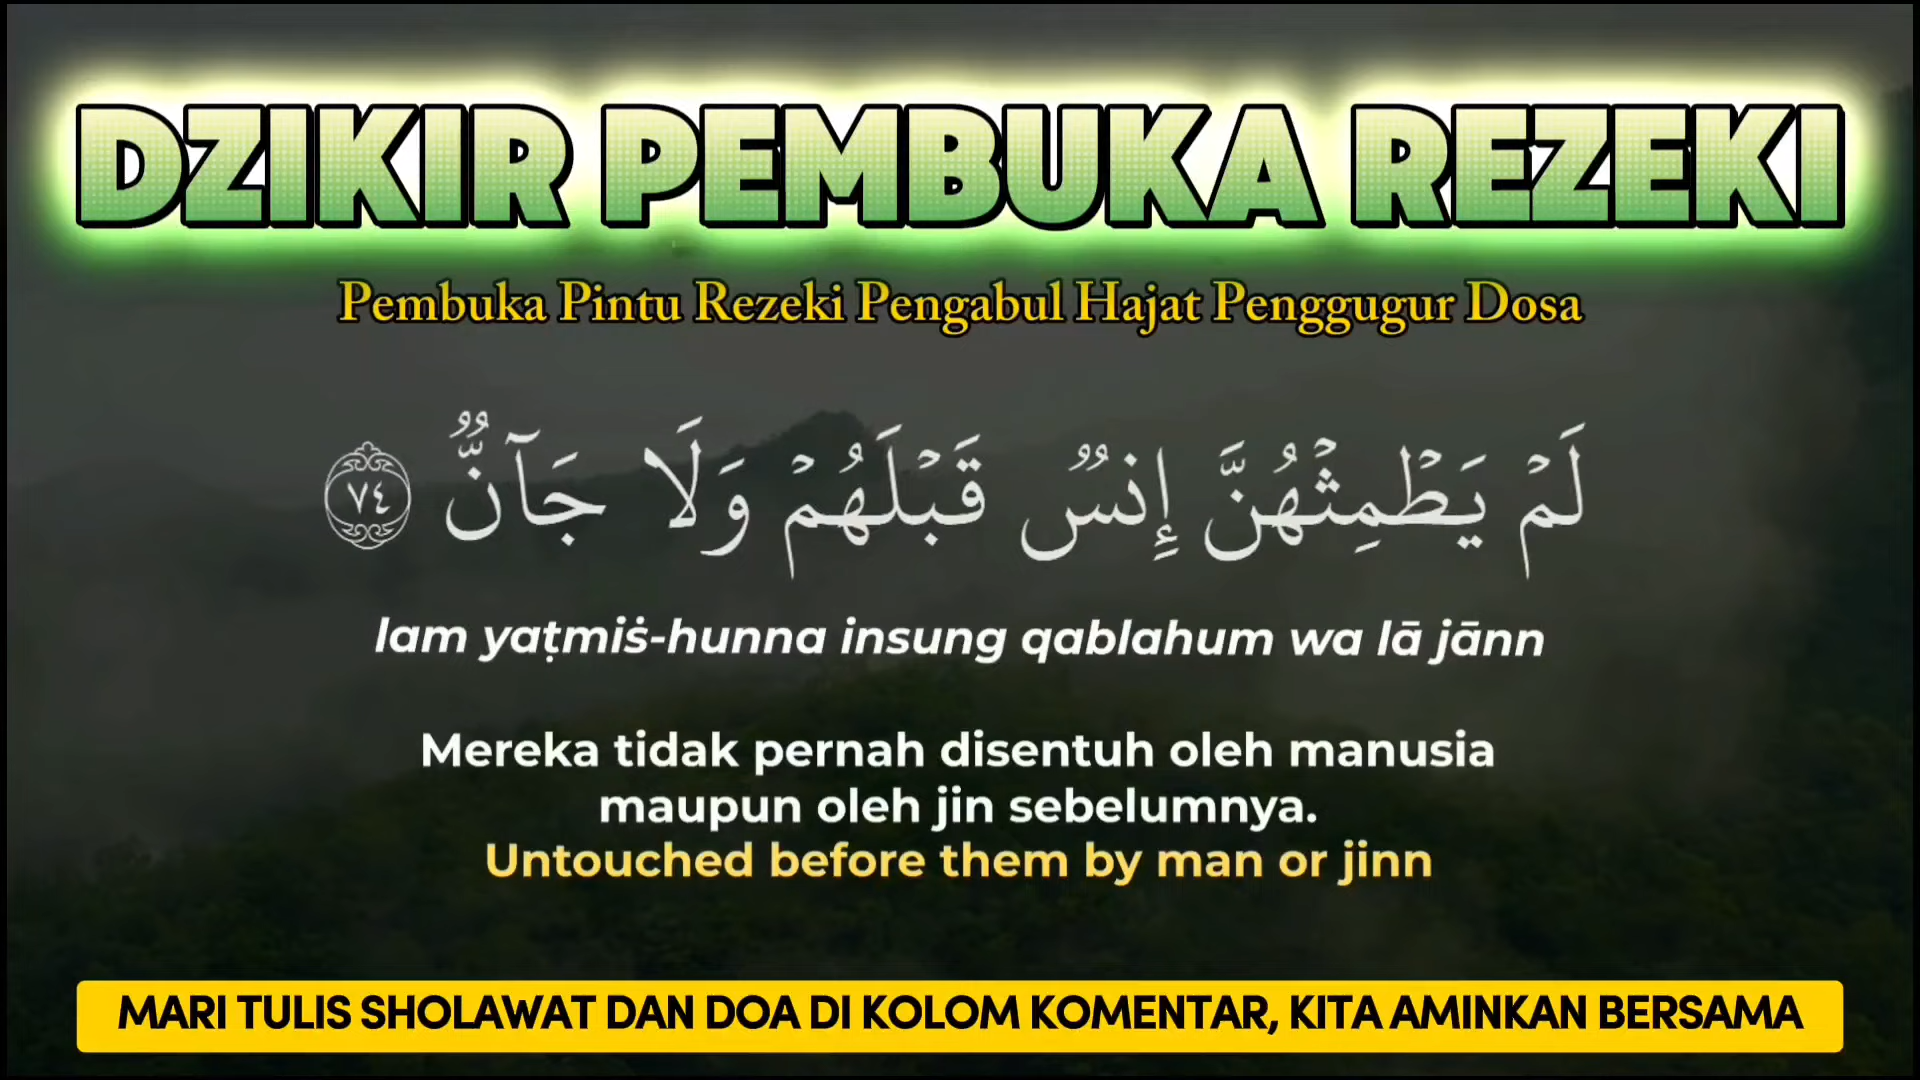 DZIKIR PEMBUKA REZEKI
Pembuka Pintu Rezeki Pengabul Hajat Penggugur Dosa
لَمْ يَطْمِثْهُنَّ إِنسٌ قَبْلَهُمْ وَلَا جَآنٌّ ٧٤
lam yaṭmiṡ-hunna insung qablahum wa lā jānn
Mereka tidak pernah disentuh oleh manusia
maupun oleh jin sebelumnya.
Untouched before them by man or jinn
MARI TULIS SHOLAWAT DAN DOA DI KOLOM KOMENTAR, KITA AMINKAN BERSAMA